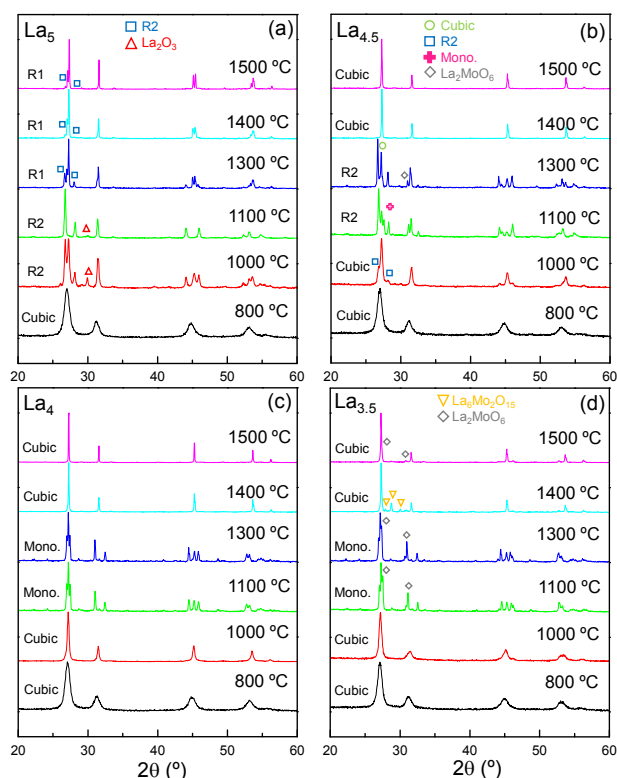 La5
R2
La2O3
(a)
R1
1500 ºC
R1
1400 ºC
R1
1300 ºC
R2
1100 ºC
R2
1000 ºC
Cubic
800 ºC
20 30 40 50 60
La4.5
Cubic
R2
Mono.
La2MoO6
(b)
Cubic
1500 ºC
Cubic
1400 ºC
R2
1300 ºC
R2
1100 ºC
Cubic
1000 ºC
Cubic
800 ºC
20 30 40 50 60
La4
(c)
Cubic
1500 ºC
Cubic
1400 ºC
Mono.
1300 ºC
Mono.
1100 ºC
Cubic
1000 ºC
Cubic
800 ºC
20 30 40 50 60
2θ (º)
La3.5
La6Mo2O15
La2MoO6
(d)
Cubic
1500 ºC
Cubic
1400 ºC
Mono.
1300 ºC
Mono.
1100 ºC
Cubic
1000 ºC
Cubic
800 ºC
20 30 40 50 60
2θ (º)